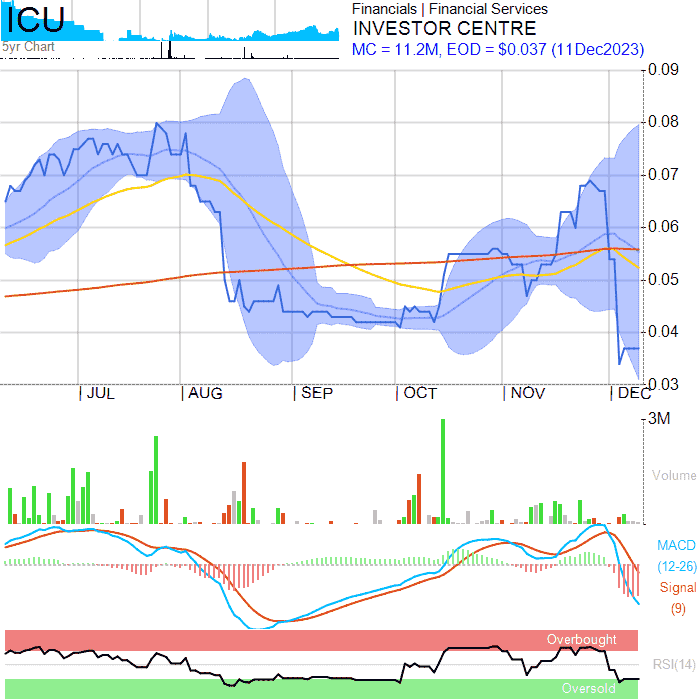 ICU
5yr Chart
Financials | Financial Services
INVESTOR CENTRE
MC = 11.2M, EOD = $0.037 (11Dec2023)
0.09
0.08
0.07
0.06
0.05
0.04
0.03
JUL AUG SEP OCT NOV DEC
3M
Volume
MACD
(12-26)
Signal
(9)
Overbought
RSI(14)
Oversold